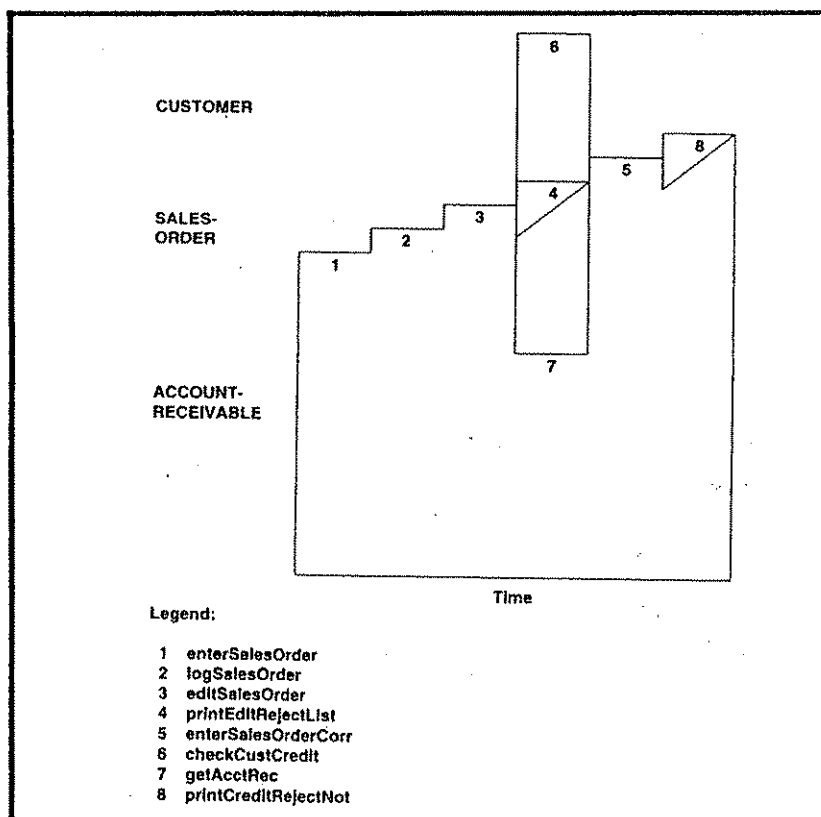 6
CUSTOMER
8
5
4
SALES-
ORDER
3
2
1
7
ACCOUNT-
RECEIVABLE
Time
Legend:
1 enterSalesOrder
2 logSalesOrder
3 editSalesOrder
4 printEditRejectList
5 enterSalesOrderCorr
6 checkCustCredit
7 getAcctRec
8 printCreditRejectNot